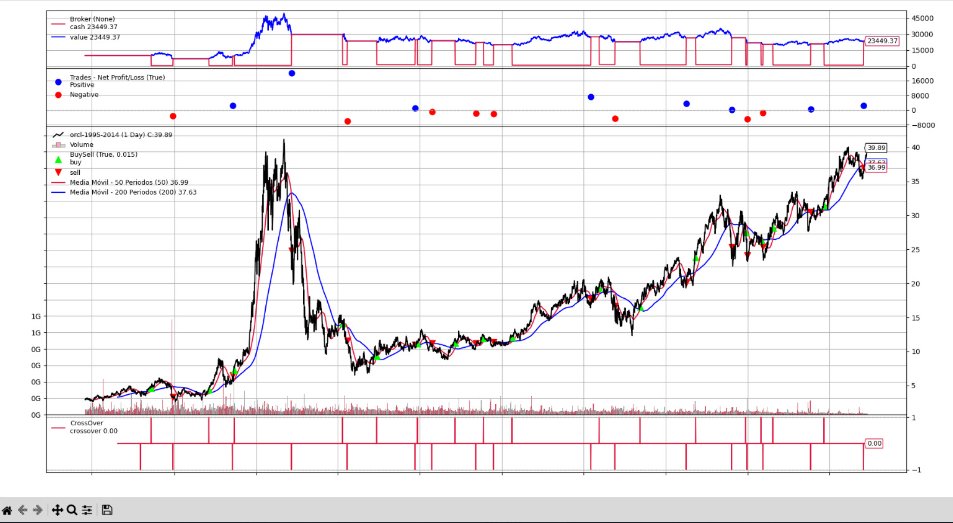 Broker (None)
cash 23449.37
value 23449.37
45000
30000
15000
0
23449.37
Trades - Net Profit/Loss (True)
Positive
Negative
16000
8000
0
−8000
orcl-1995-2014 (1 Day) C:39.89
Volume
BuySell (True, 0.015)
buy
sell
Media Móvil - 50 Periodos (50) 36.99
Media Móvil - 200 Periodos (200) 37.63
40
35
30
25
20
15
10
5
39.89
37.63
36.99
1G
1G
0G
0G
0G
0G
0G
CrossOver
crossover 0.00
1
0.00
−1